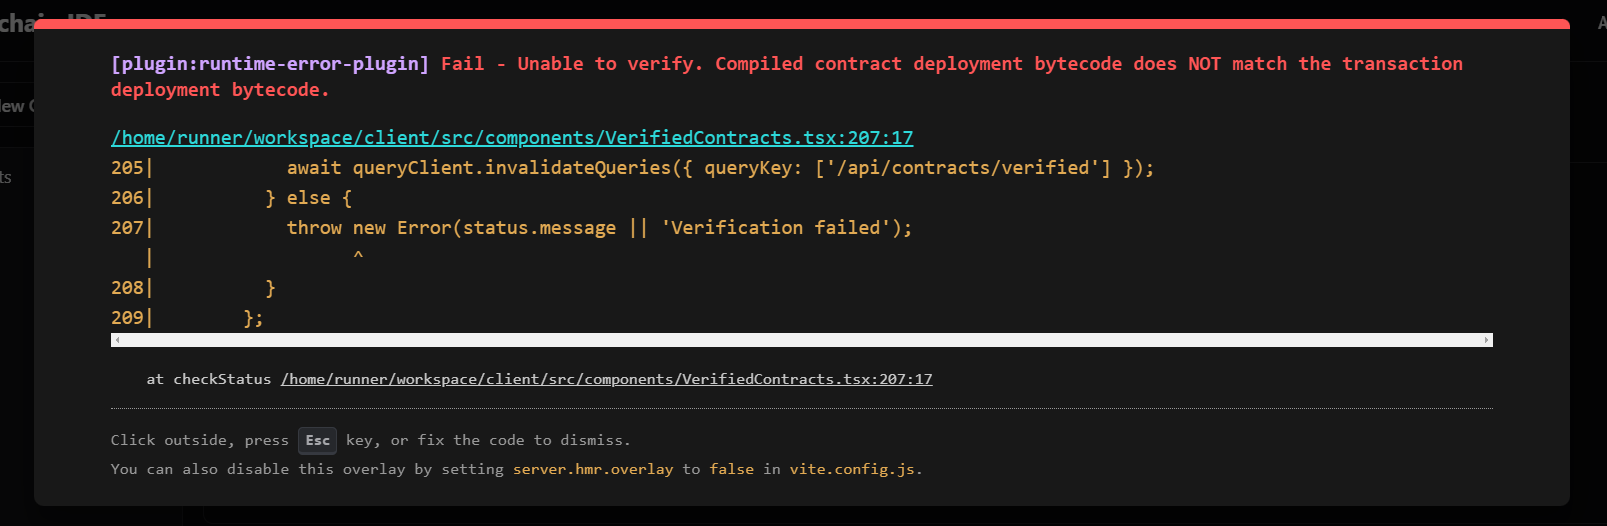 [plugin:runtime-error-plugin] Fail - Unable to verify. Compiled contract deployment bytecode does NOT match the transaction
deployment bytecode.
/home/runner/workspace/client/src/components/VerifiedContracts.tsx:207:17
205|            await queryClient.invalidateQueries({ queryKey: ['/api/contracts/verified'] });
206|          } else {
207|            throw new Error(status.message || 'Verification failed');
   |                  ^
208|          }
209|        };
at checkStatus /home/runner/workspace/client/src/components/VerifiedContracts.tsx:207:17
Click outside, press Esc key, or fix the code to dismiss.
You can also disable this overlay by setting server.hmr.overlay to false in vite.config.js.